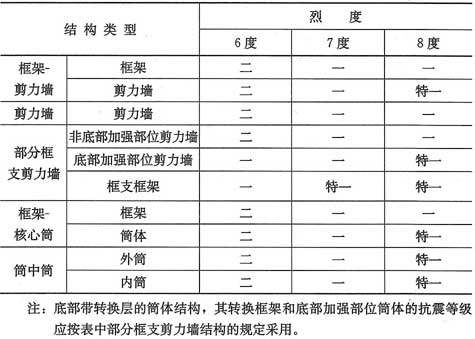 结构类型 烈 度
6度 7度 8度
框架- 框架 二 一 一
剪力墙 剪力墙 二 一 特一
剪力墙 剪力墙 二 一 一
非底部加强部位剪力墙 二 一 一
部分框 底部加强部位剪力墙 一 一 特一
支剪力墙 框支框架 一 特一 特一
框架- 框架 二 一 一
核心筒 筒体 二 一 特一
筒中筒 外筒 二 一 特一
内筒 二 一 特一
注：底部带转换层的筒体结构，其转换框架和底部加强部位筒体的抗震等级
应按表中部分框支剪力墙结构的规定采用。